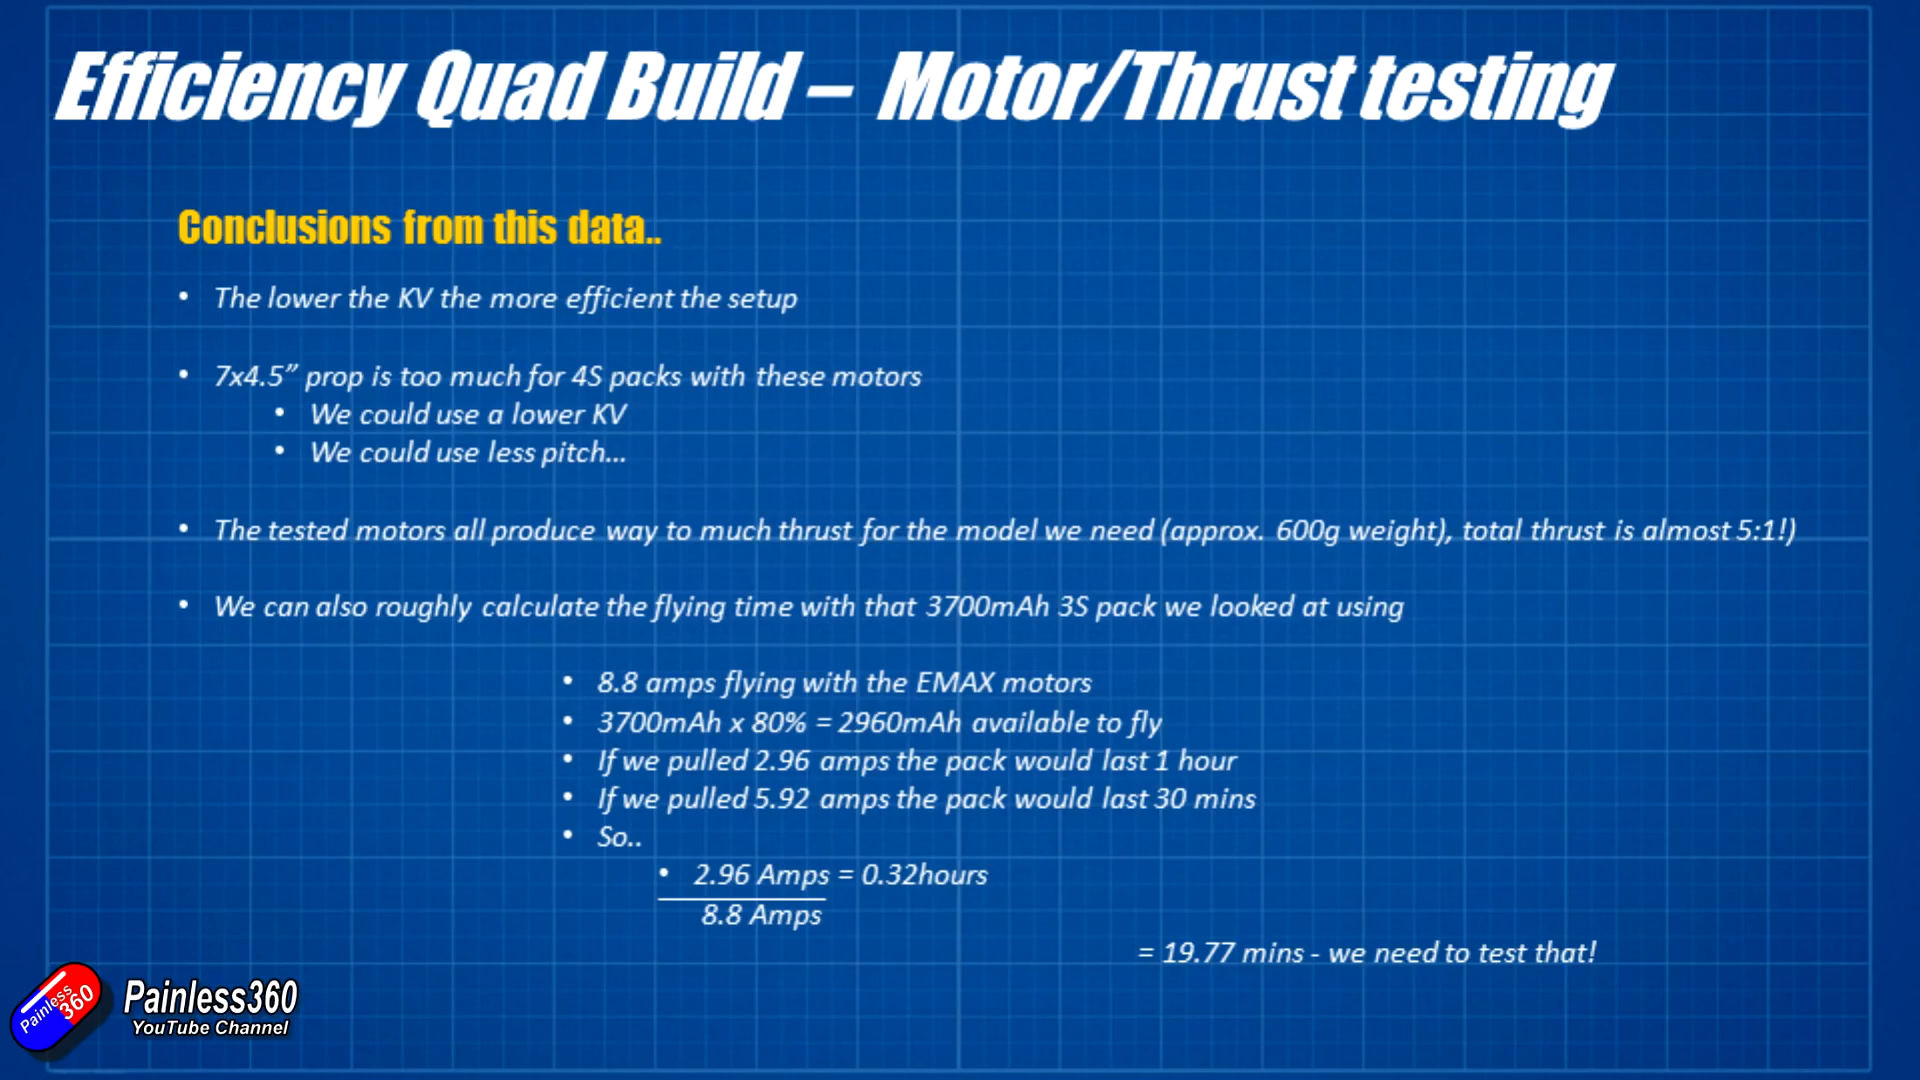 Efficiency Quad Build – Motor/Thrust testing
Conclusions from this data..
• The lower the KV the more efficient the setup
• 7x4.5” prop is too much for 4S packs with these motors
• We could use a lower KV
• We could use less pitch...
• The tested motors all produce way to much thrust for the model we need (approx. 600g weight), total thrust is almost 5:1!)
• We can also roughly calculate the flying time with that 3700mAh 3S pack we looked at using
• 8.8 amps flying with the EMAX motors
• 3700mAh x 80% = 2960mAh available to fly
• If we pulled 2.96 amps the pack would last 1 hour
• If we pulled 5.92 amps the pack would last 30 mins
• So..
• 2.96 Amps = 0.32hours
8.8 Amps
= 19.77 mins - we need to test that!
Painless
360
Painless360
YouTube Channel